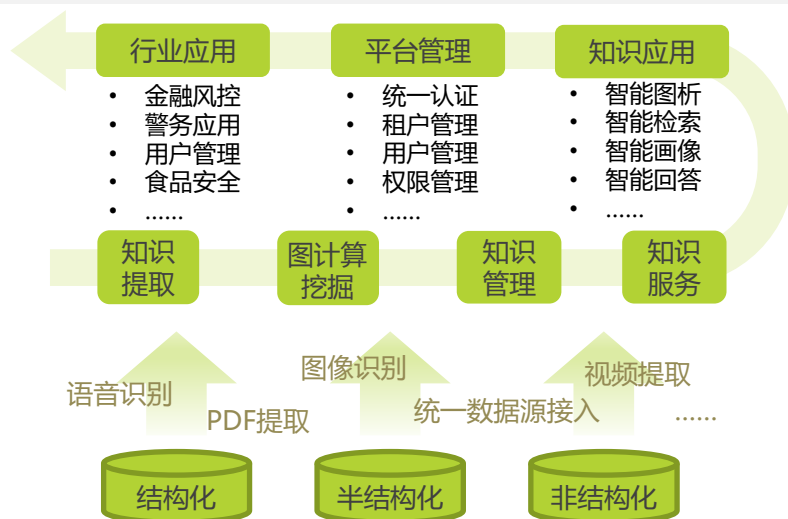 行业应用
平台管理
知识应用
• 金融风控
• 警务应用
• 用户管理
• 食品安全
• ......
• 统一认证
• 租户管理
• 用户管理
• 权限管理
• ......
• 智能图析
• 智能检索
• 智能画像
• 智能回答
• ......
知识
提取
图计算
挖掘
知识
管理
知识
服务
语音识别
PDF提取
图像识别
统一数据源接入
视频提取
......
结构化
半结构化
非结构化